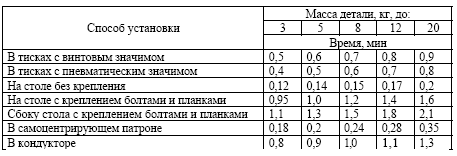 Способ установки Масса детали, кг, до:
3 5 8 12 20
Время, мин
В тисках с винтовым значимом 0,5 0,6 0,7 0,8 0,9
В тисках с пневматическим значимом 0,4 0,5 0,6 0,7 0,8
На столе без крепления 0,12 0,14 0,15 0,17 0,2
На столе с креплением болтами и планками 0,95 1,0 1,2 1,4 1,6
Сбоку стола с креплением болтами и планками 1,1 1,3 1,5 1,8 2,1
В самоцентрирующем патроне 0,18 0,2 0,24 0,28 0,35
В кондукторе 0,8 0,9 1,0 1,1 1,3